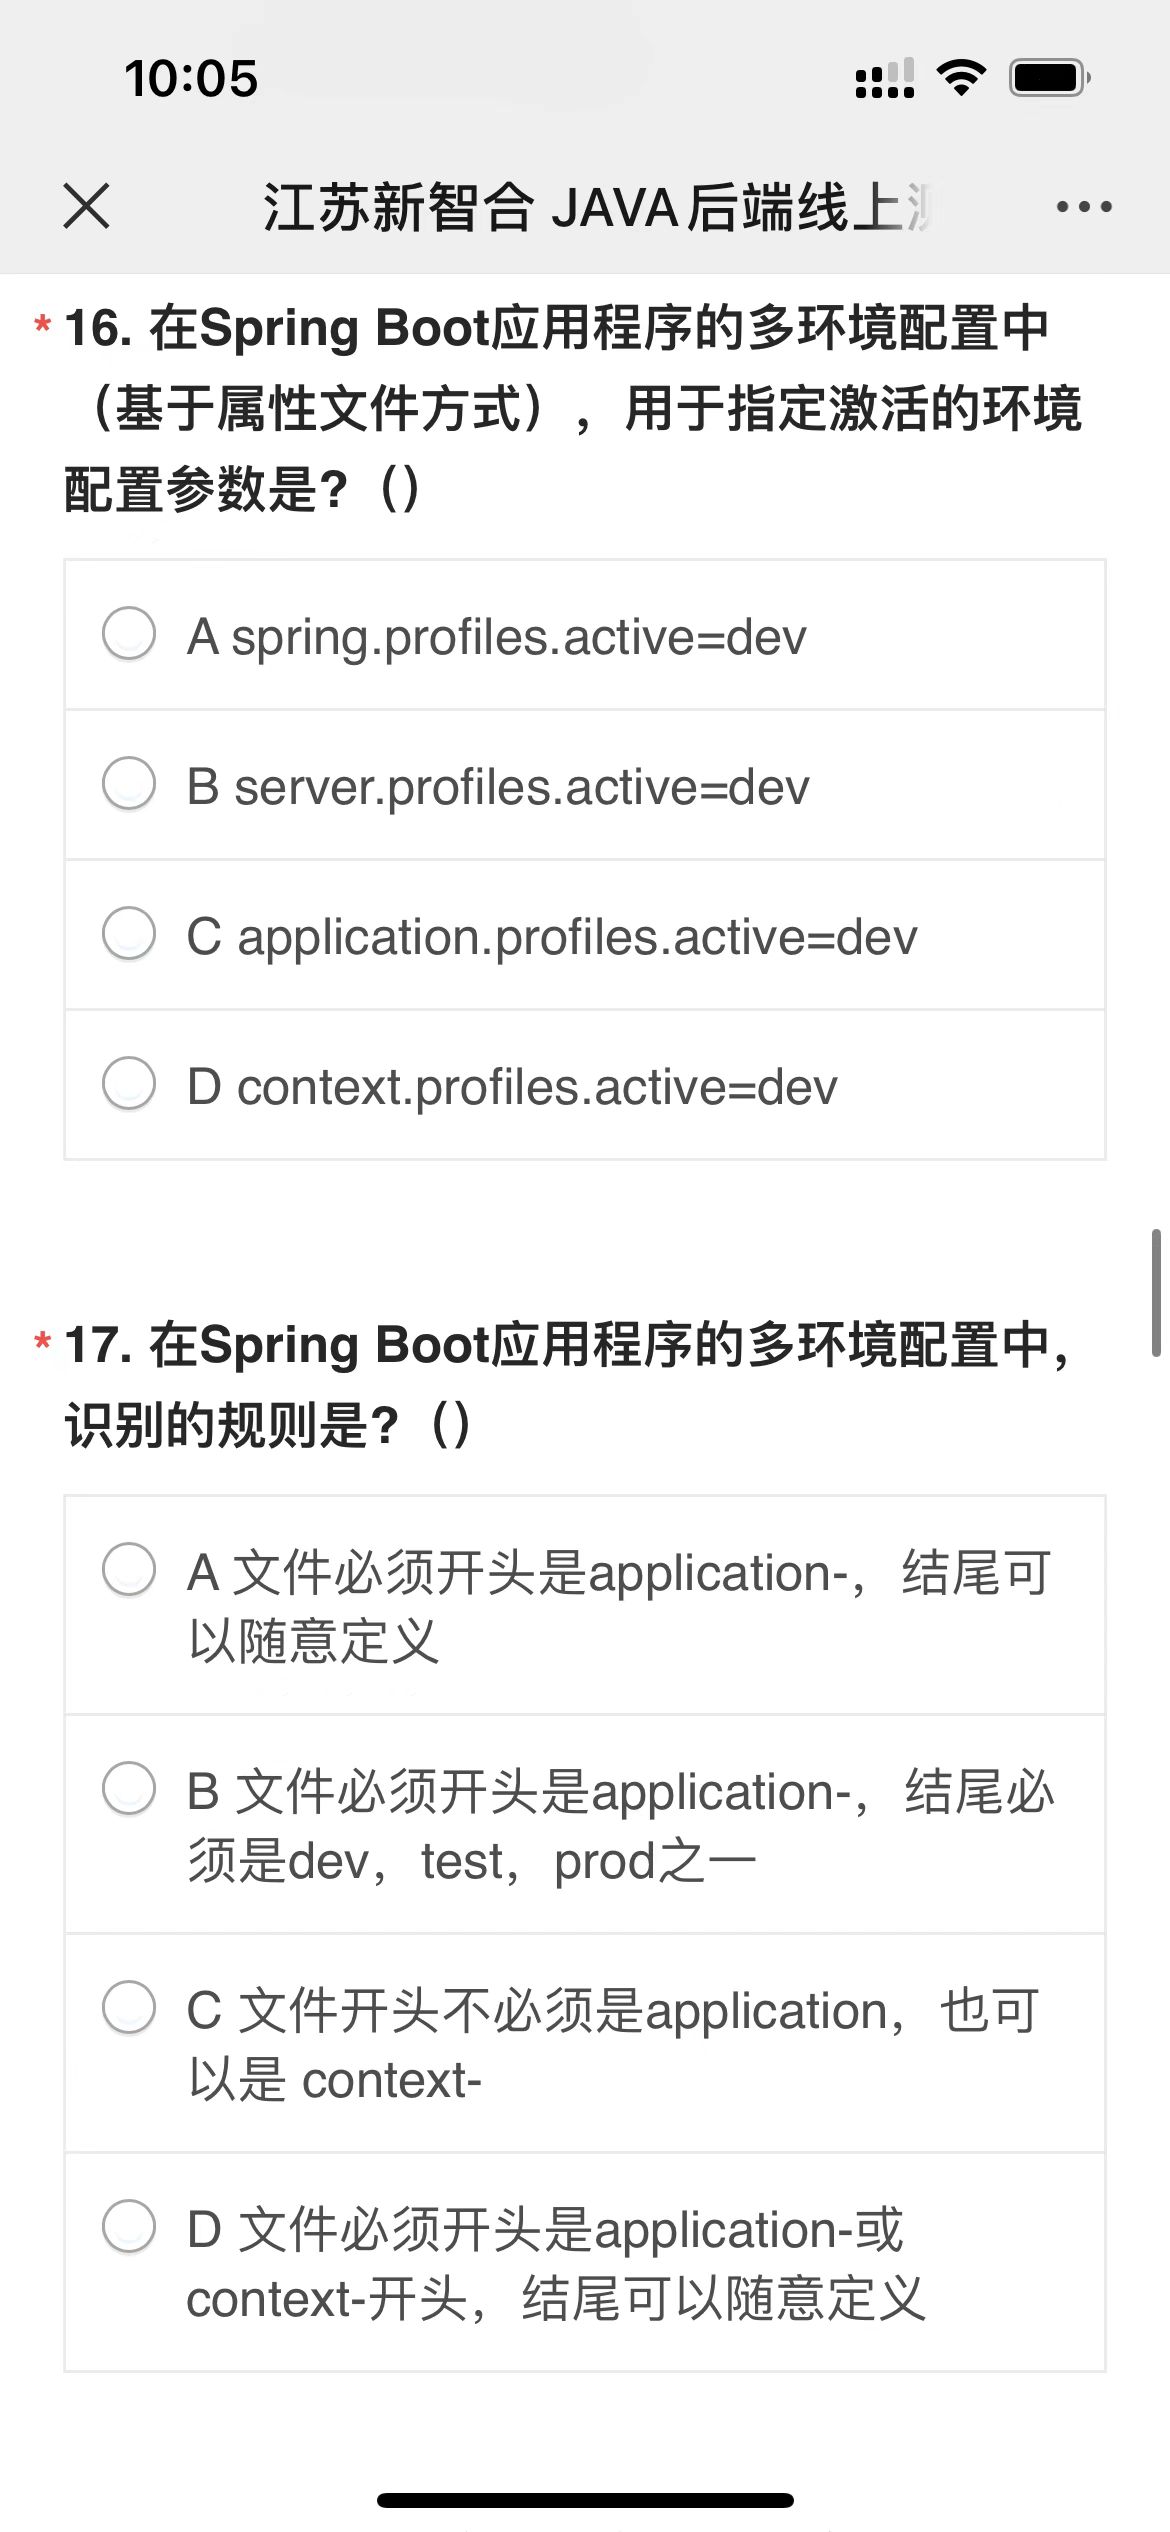 10:05
江苏新智合 JAVA后端线上
* 16. 在Spring Boot应用程序的多环境配置中
（基于属性文件方式），用于指定激活的环境
配置参数是?（）
A spring.profiles.active=dev
B server.profiles.active=dev
C application.profiles.active=dev
D context.profiles.active=dev
* 17. 在Spring Boot应用程序的多环境配置中，
识别的规则是?（）
A 文件必须开头是application-，结尾可
以随意定义
B 文件必须开头是application-，结尾必
须是dev，test，prod之一
C 文件开头不必须是application，也可
以是 context-
D 文件必须开头是application-或
context-开头，结尾可以随意定义